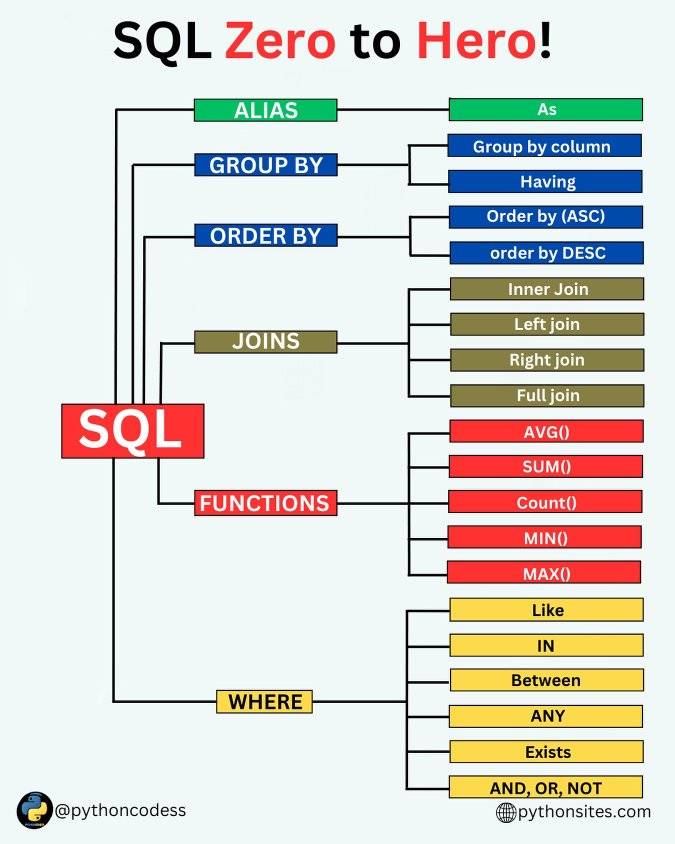 SQL Zero to Hero!
ALIAS
As
GROUP BY
Group by column
Having
ORDER BY
Order by (ASC)
order by DESC
JOINS
Inner Join
Left join
Right join
Full join
SQL
FUNCTIONS
AVG()
SUM()
Count()
MIN()
MAX()
WHERE
Like
IN
Between
ANY
Exists
AND, OR, NOT
@pythoncodess
pythonsites.com